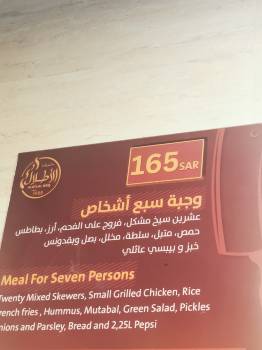 الأطلال
165 SAR
وجبة سبع أشخاص
عشرين سيخ مشكل، فروج على الفحم، أرز، بطاطس
حمص، متبل، سلطة، مخلل، بصل وبقدونس
خبز و بيبسي عائلي
Meal For Seven Persons
Twenty Mixed Skewers, Small Grilled Chicken, Rice
rench fries , Hummus, Mutabal, Green Salad, Pickles
nions and Parsley, Bread and 2,25L Pepsi